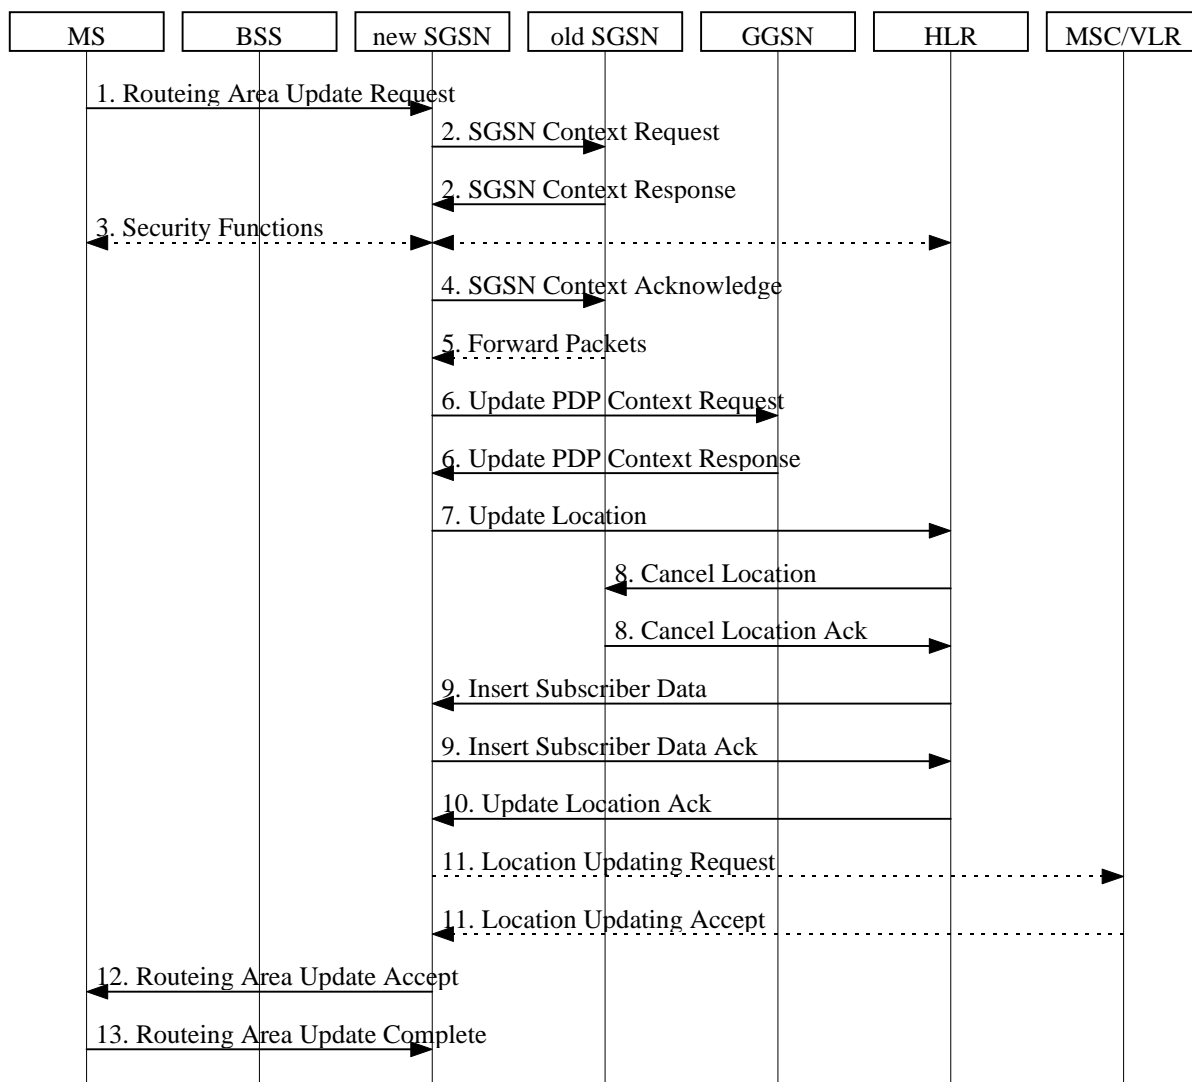 MS
BSS
new SGSN
old SGSN
GGSN
HLR
MSC/VLR
1. Routeing Area Update Request
2. SGSN Context Request
2. SGSN Context Response
3. Security Functions
4. SGSN Context Acknowledge
5. Forward Packets
6. Update PDP Context Request
6. Update PDP Context Response
7. Update Location
8. Cancel Location
8. Cancel Location Ack
9. Insert Subscriber Data
9. Insert Subscriber Data Ack
10. Update Location Ack
11. Location Updating Request
11. Location Updating Accept
12. Routeing Area Update Accept
13. Routeing Area Update Complete